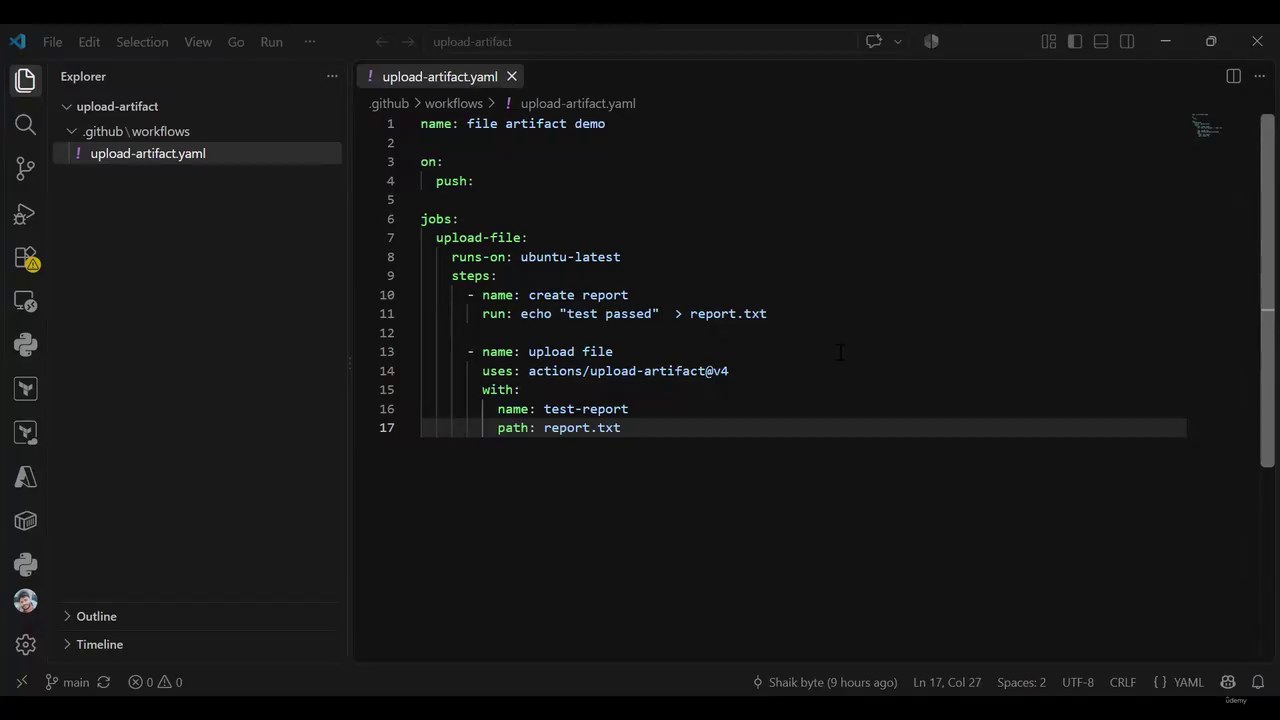 File Edit Selection View Go Run ··· upload-artifact
Explorer ···
upload-artifact.yaml
upload-artifact
.github\workflows
upload-artifact.yaml
.github > workflows > ! upload-artifact.yaml
1 name: file artifact demo
2
3 on:
4 push:
5
6 jobs:
7 upload-file:
8 runs-on: ubuntu-latest
9 steps:
10 - name: create report
11 run: echo "test passed"  > report.txt
12
13 - name: upload file
14 uses: actions/upload-artifact@v4
15 with:
16 name: test-report
17 path: report.txt
Outline
Timeline
main 0 0 Shaik byte (9 hours ago) Ln 17, Col 27 Spaces: 2 UTF-8 CRLF {} YAML
ûdemy